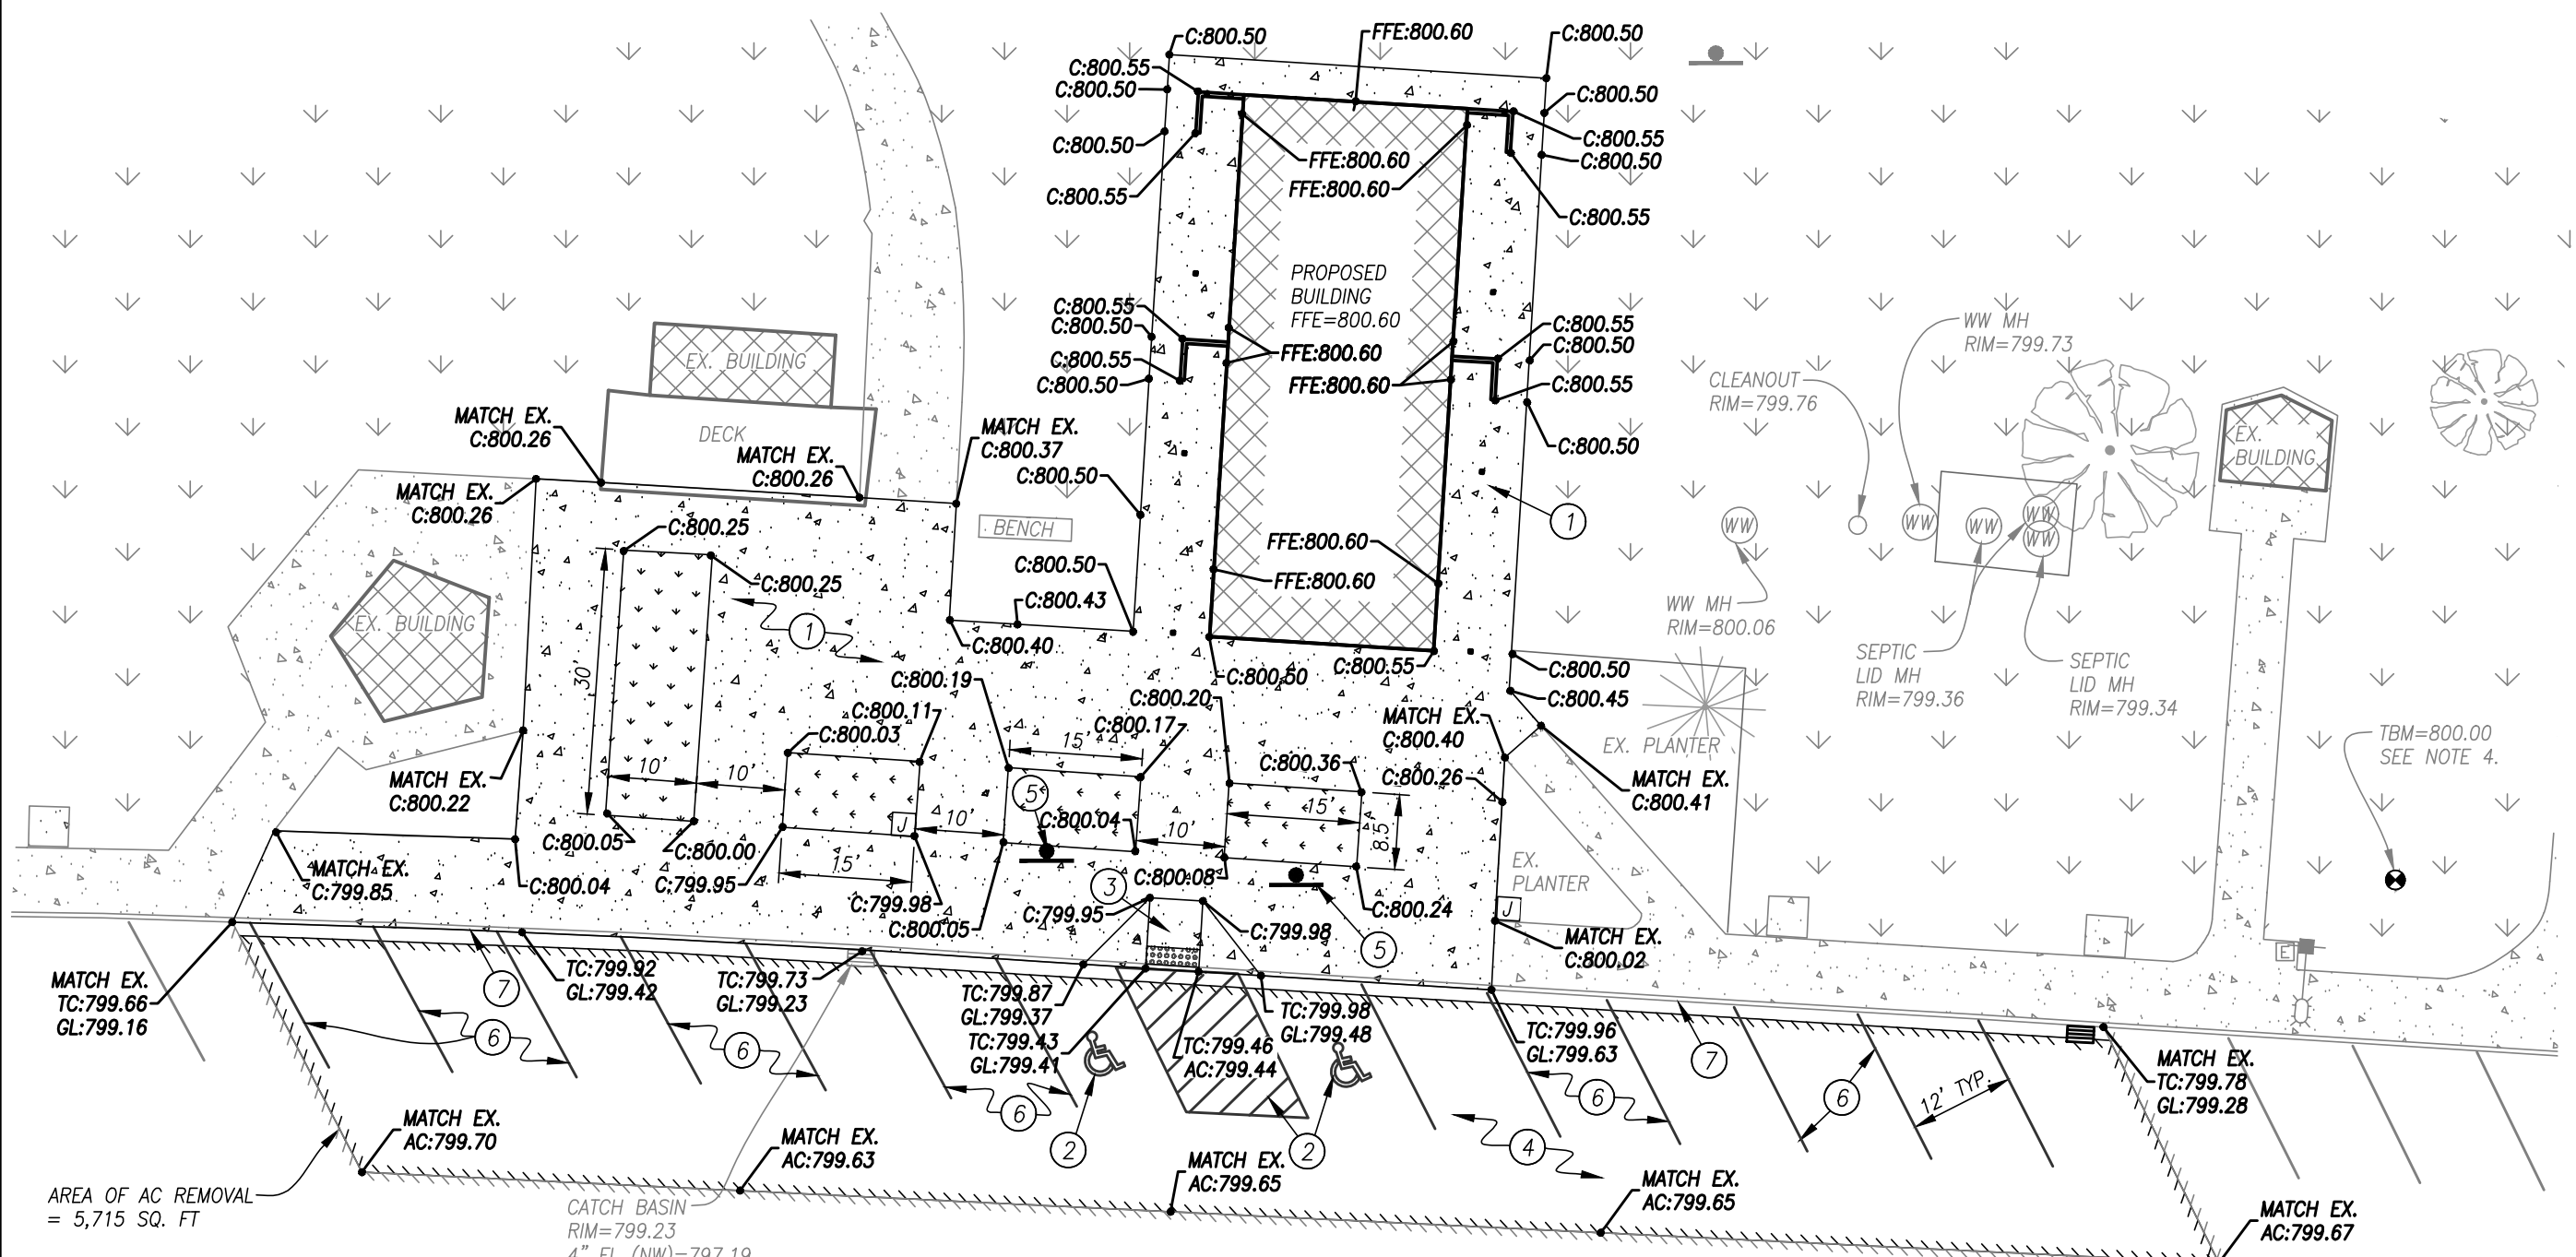 C:800.50
FFE:800.60
C:800.50
C:800.55
C:800.50
C:800.50
C:800.50
C:800.55
C:800.50
FFE:800.60
FFE:800.60
C:800.55
C:800.55
PROPOSED
BUILDING
FFE=800.60
C:800.55
C:800.50
C:800.55
C:800.50
FFE:800.60
FFE:800.60
C:800.55
C:800.50
C:800.55
C:800.50
WW MH
RIM=799.73
CLEANOUT
RIM=799.76
EX. BUILDING
DECK
MATCH EX.
C:800.26
MATCH EX.
C:800.26
MATCH EX.
C:800.37
MATCH EX.
C:800.26
C:800.50
1
EX.
BUILDING
C:800.25
BENCH
FFE:800.60
WW
WW
WW
WW
WW
C:800.25
C:800.50
FFE:800.60
C:800.43
30'
EX. BUILDING
1
C:800.40
WW MH
RIM=800.06
C:800.55
C:800.50
C:800.50
C:800.45
SEPTIC
LID MH
RIM=799.36
SEPTIC
LID MH
RIM=799.34
C:800.19
C:800.20
C:800.11
C:800.17
C:800.03
15'
MATCH EX.
C:800.40
EX. PLANTER
TBM=800.00
SEE NOTE 4.
MATCH EX.
C:800.22
10'
10'
5
C:800.36
C:800.26
MATCH EX.
C:800.41
C:800.05
C:800.00
J
10'
C:800.04
10'
15'
8.5'
MATCH EX.
C:799.85
C:800.04
C:799.95
15'
C:799.98
C:800.05
3
C:800.08
C:799.95
C:799.98
C:800.24
5
EX.
PLANTER
J
MATCH EX.
C:800.02
E
MATCH EX.
TC:799.66
GL:799.16
7
TC:799.92
GL:799.42
TC:799.73
GL:799.23
TC:799.87
GL:799.37
TC:799.43
GL:799.41
TC:799.98
GL:799.48
TC:799.46
AC:799.44
TC:799.96
GL:799.63
7
6
6
6
2
2
4
6
6
12' TYP.
MATCH EX.
TC:799.78
GL:799.28
MATCH EX.
AC:799.70
MATCH EX.
AC:799.63
MATCH EX.
AC:799.65
MATCH EX.
AC:799.65
MATCH EX.
AC:799.67
AREA OF AC REMOVAL
= 5,715 SQ. FT
CATCH BASIN
RIM=799.23
4" FL (NW)=797.19